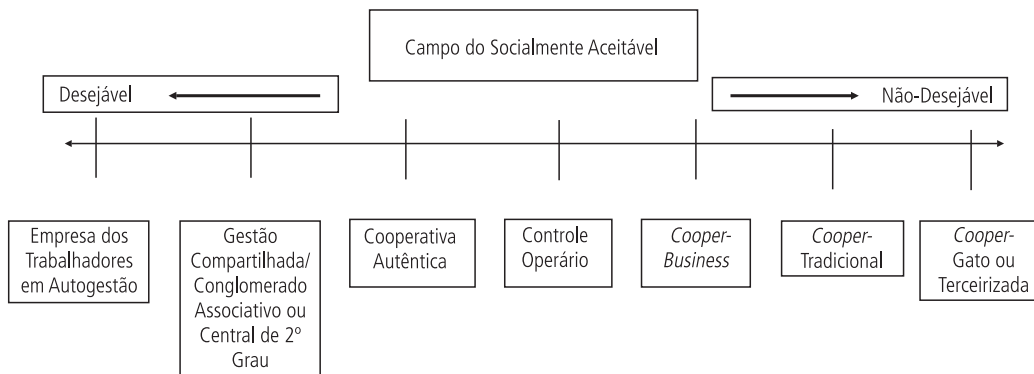 Campo do Socialmente Aceitável
Desejável
Não-Desejável
Empresa dos
Trabalhadores
em Autogestão
Gestão
Compartilhada/
Conglomerado
Associativo ou
Central de 2º
Grau
Cooperativa
Autêntica
Controle
Operário
Cooper-
Business
Cooper-
Tradicional
Cooper-
Gato ou
Terceirizada